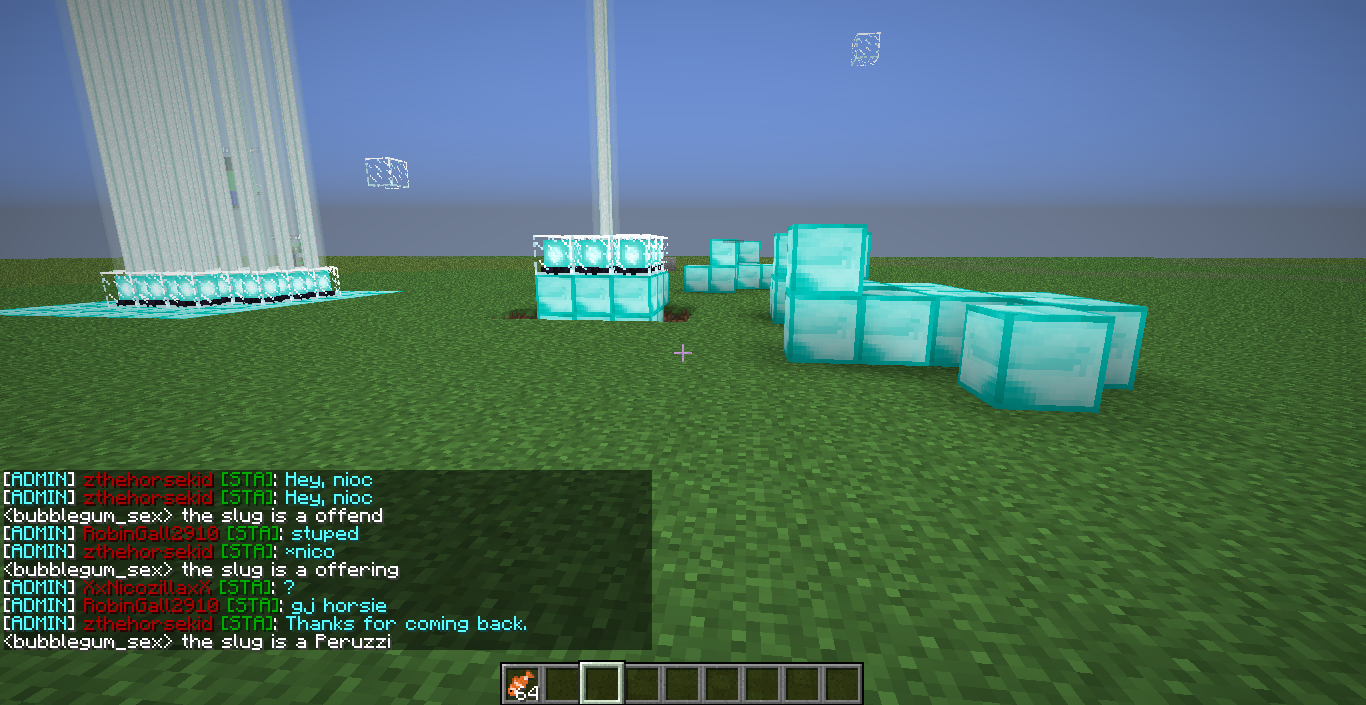 [ADMIN] zthehorsekid [STA]: Hey, nioc
[ADMIN] zthehorsekid [STA]: Hey, nioc
<bubblegum_sex> the slug is a offend
[ADMIN] RobinGall2910 [STA]: stuped
[ADMIN] zthehorsekid [STA]: *nico
<bubblegum_sex> the slug is a offering
[ADMIN] XxNicozillaxX [STA]: ?
[ADMIN] RobinGall2910 [STA]: gj horsie
[ADMIN] zthehorsekid [STA]: Thanks for coming back.
<bubblegum_sex> the slug is a Peruzzi
64